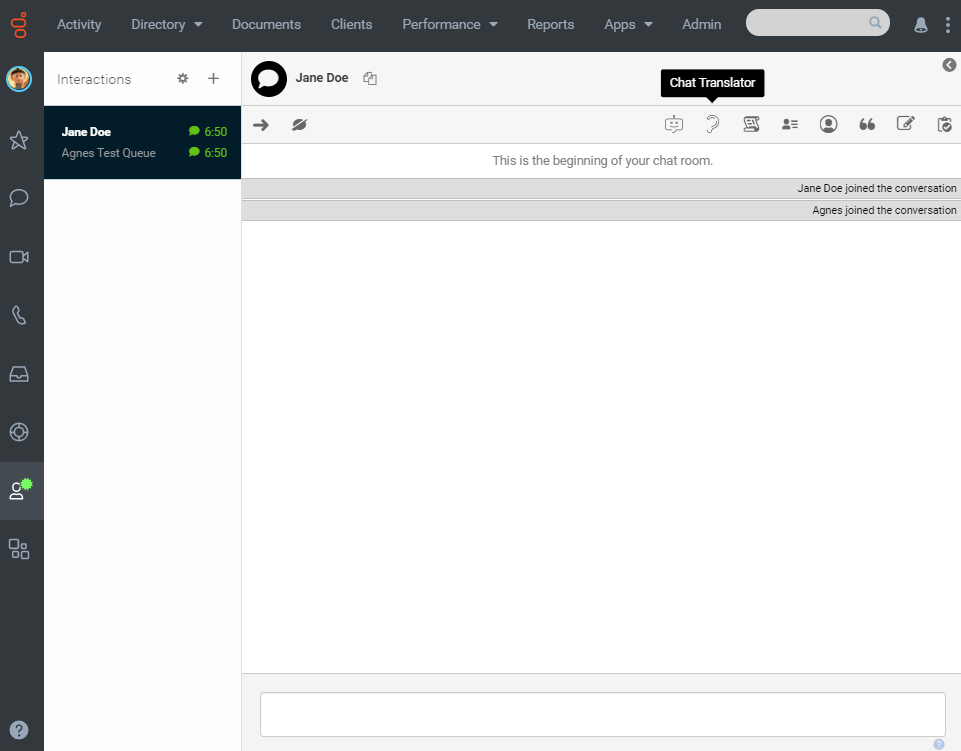 Activity
Directory
Documents
Clients
Performance
Reports
Apps
Admin
Interactions
Jane Doe
Chat Translator
Jane Doe 6:50
Agnes Test Queue 6:50
This is the beginning of your chat room.
Jane Doe joined the conversation
Agnes joined the conversation